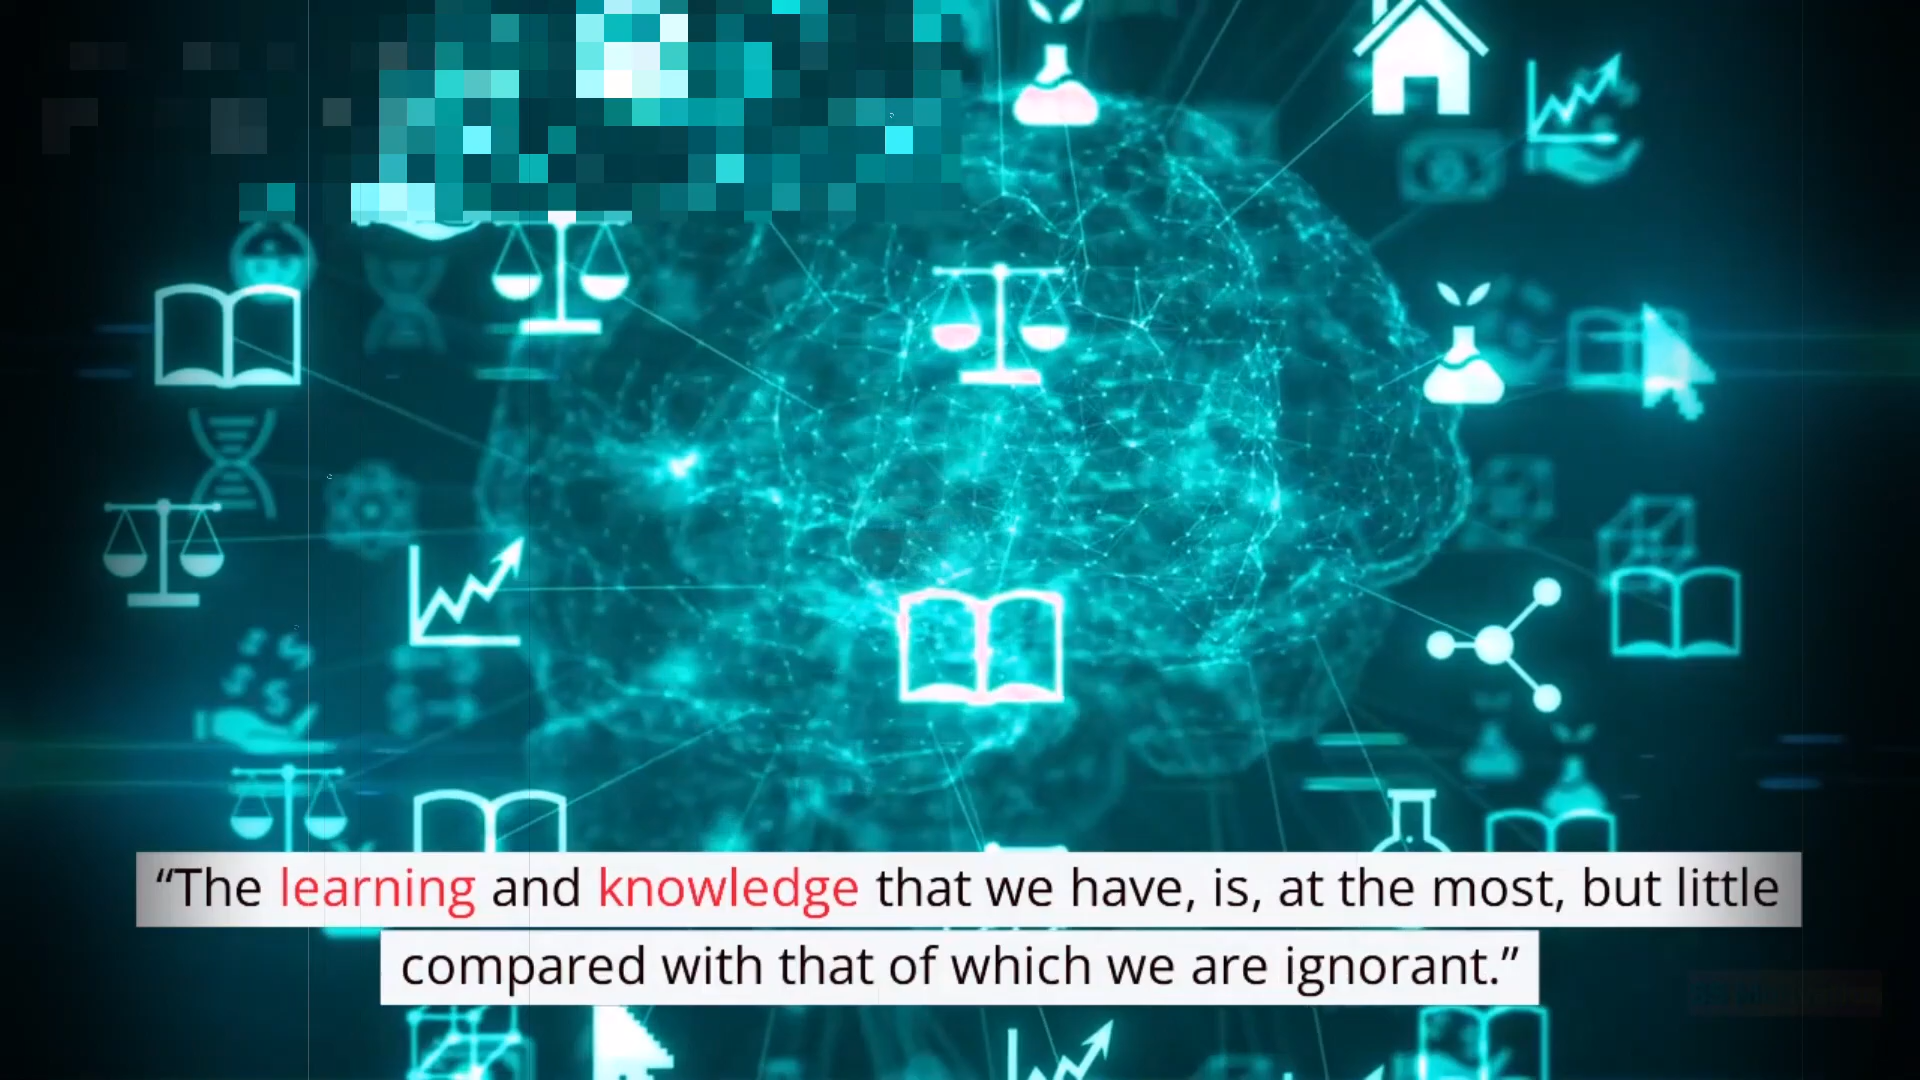 “The learning and knowledge that we have, is, at the most, but little
compared with that of which we are ignorant.”